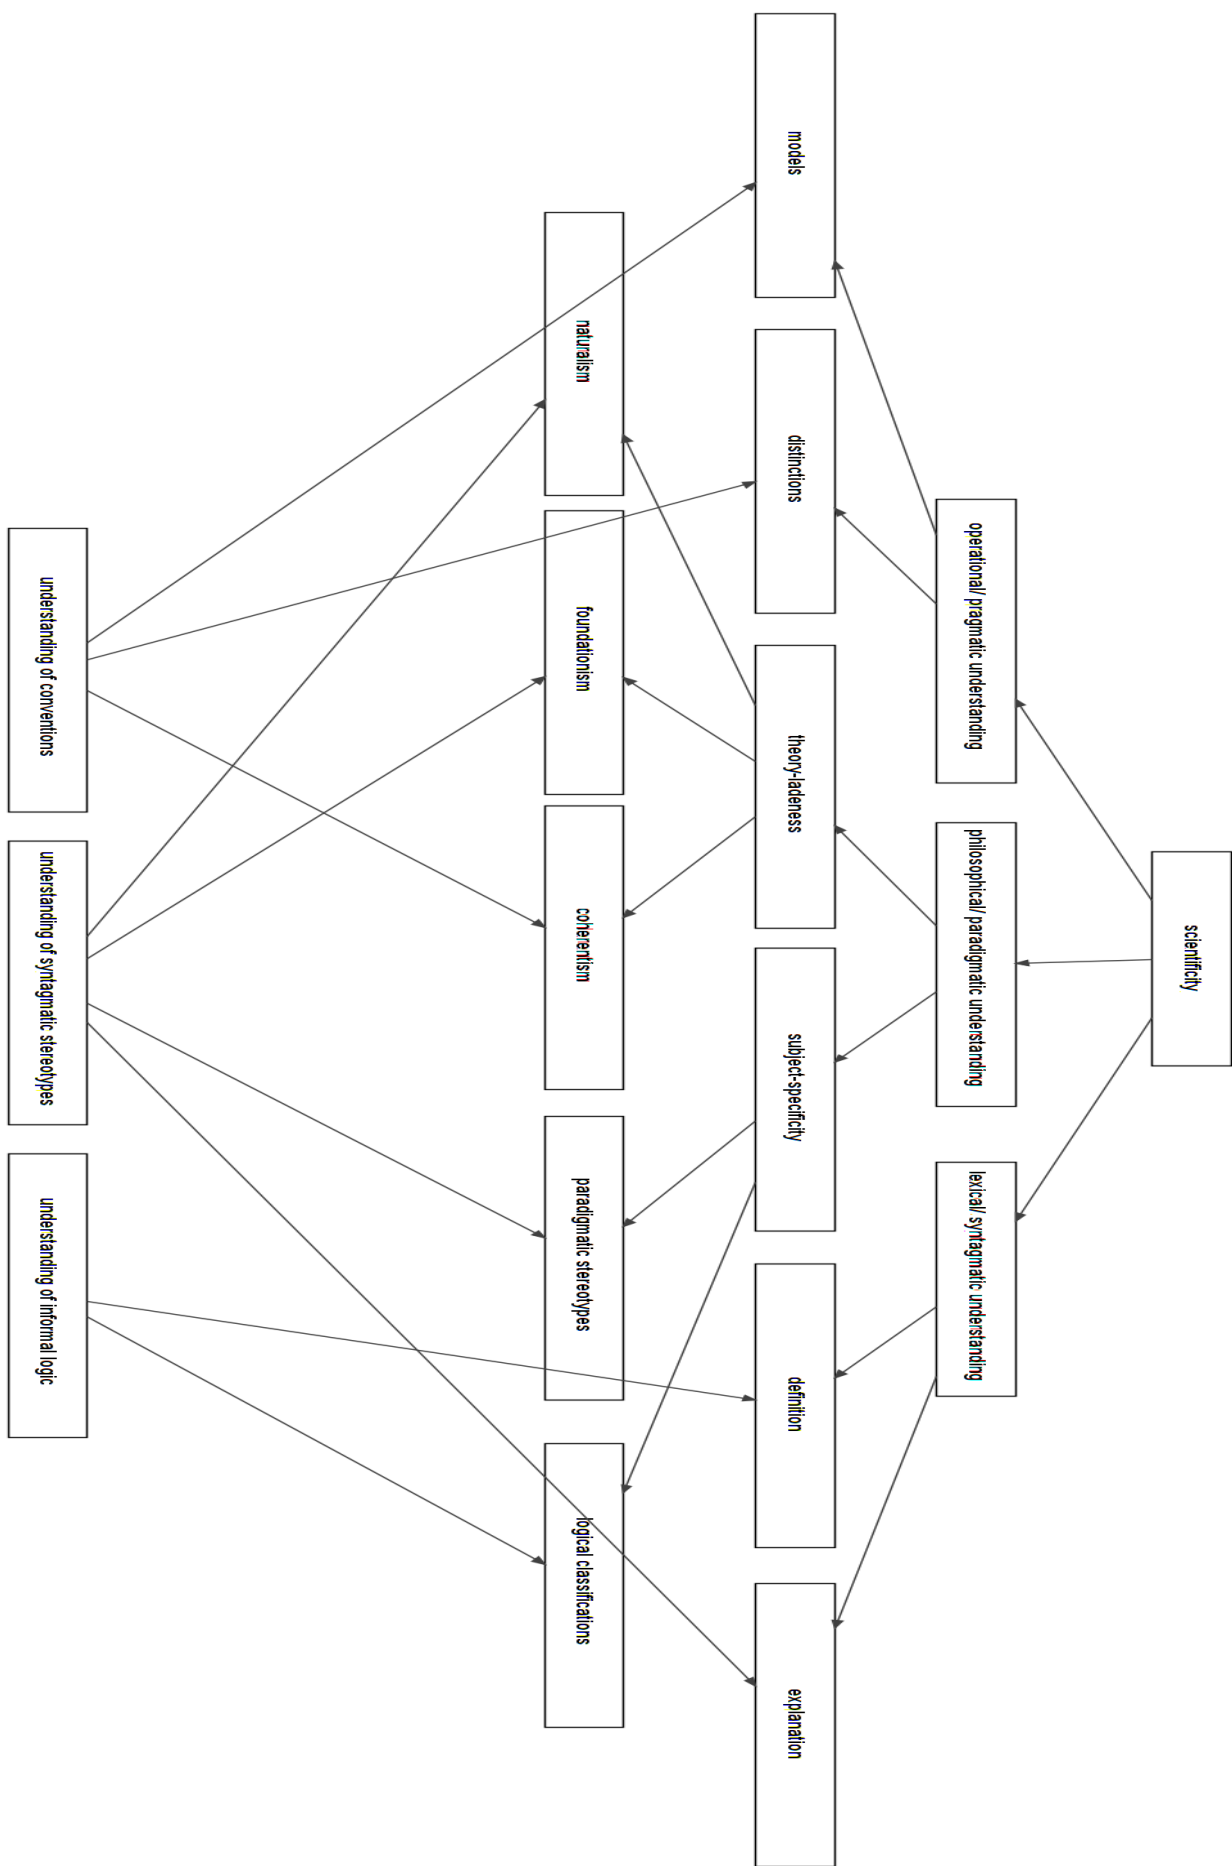 scientificity
operational/ pragmatic understanding
philosophical/ paradigmatic understanding
lexical/ syntagmatic understanding
models
distinctions
theory-ladeness
subject-specificity
definition
explanation
naturalism
foundationism
coherentism
paradigmatic stereotypes
logical classifications
understanding of conventions
understanding of syntagmatic stereotypes
understanding of informal logic